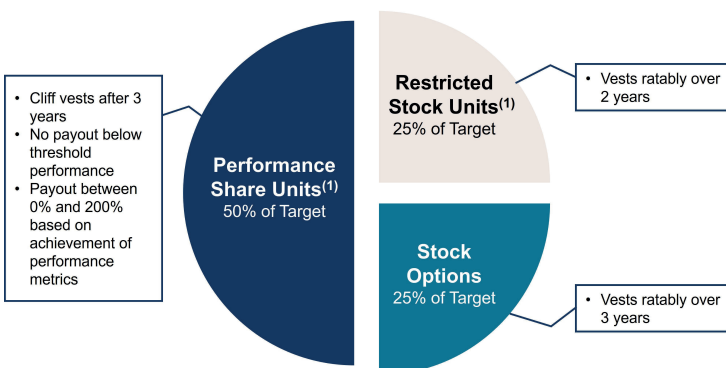 • Cliff vests after 3
years
• No payout below
threshold
performance
• Payout between
0% and 200%
based on
achievement of
performance
metrics
Performance
Share Units(1)
50% of Target
Restricted
Stock Units(1)
25% of Target
• Vests ratably over
2 years
Stock
Options
25% of Target
• Vests ratably over
3 years